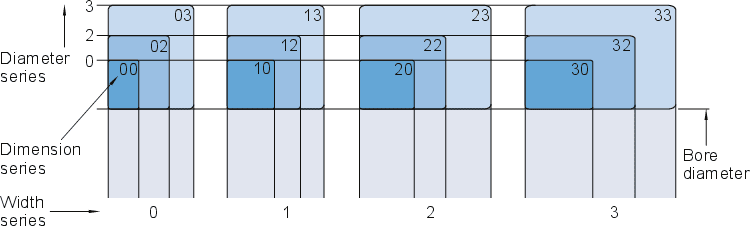 3 03 13 23 33
2 02 12 22 32
Diameter
series
0 00 10 20 30
Dimension
series
Bore
diameter
Width
series
0 1 2 3